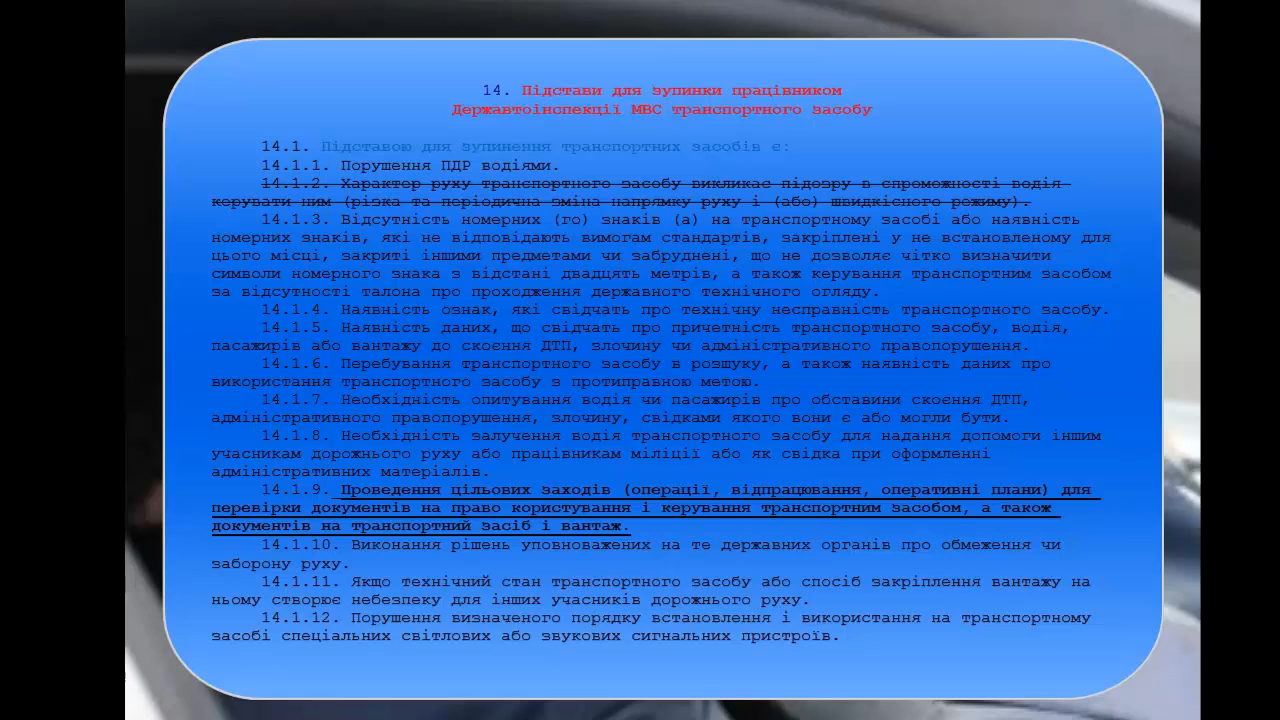 14. Підстави для зупинки працівником
Державтоінспекції МВС транспортного засобу
14.1. Підставою для зупинення транспортних засобів є:
14.1.1. Порушення ПДР водіями.
14.1.2. Характер руху транспортного засобу викликає підозру в спроможності водія
керувати ним (різка та періодична зміна напрямку руху і (або) швидкісного режиму).
14.1.3. Відсутність номерних (го) знаків (а) на транспортному засобі або наявність
номерних знаків, які не відповідають вимогам стандартів, закріплені у не встановленому для
цього місці, закриті іншими предметами чи забруднені, що не дозволяє чітко визначити
символи номерного знака з відстані двадцять метрів, а також керування транспортним засобом
за відсутності талона про проходження державного технічного огляду.
14.1.4. Наявність ознак, які свідчать про технічну несправність транспортного засобу.
14.1.5. Наявність даних, що свідчать про причетність транспортного засобу, водія,
пасажирів або вантажу до скоєння ДТП, злочину чи адміністративного правопорушення.
14.1.6. Перебування транспортного засобу в розшуку, а також наявність даних про
використання транспортного засобу з протиправною метою.
14.1.7. Необхідність опитування водія чи пасажирів про обставини скоєння ДТП,
адміністративного правопорушення, злочину, свідками якого вони є або могли бути.
14.1.8. Необхідність залучення водія транспортного засобу для надання допомоги іншим
учасникам дорожнього руху або працівникам міліції або як свідка при оформленні
адміністративних матеріалів.
14.1.9. Проведення цільових заходів (операції, відпрацювання, оперативні плани) для
перевірки документів на право користування і керування транспортним засобом, а також
документів на транспортний засіб і вантаж.
14.1.10. Виконання рішень уповноважених на те державних органів про обмеження чи
заборону руху.
14.1.11. Якщо технічний стан транспортного засобу або спосіб закріплення вантажу на
ньому створює небезпеку для інших учасників дорожнього руху.
14.1.12. Порушення визначеного порядку встановлення і використання на транспортному
засобі спеціальних світлових або звукових сигнальних пристроїв.